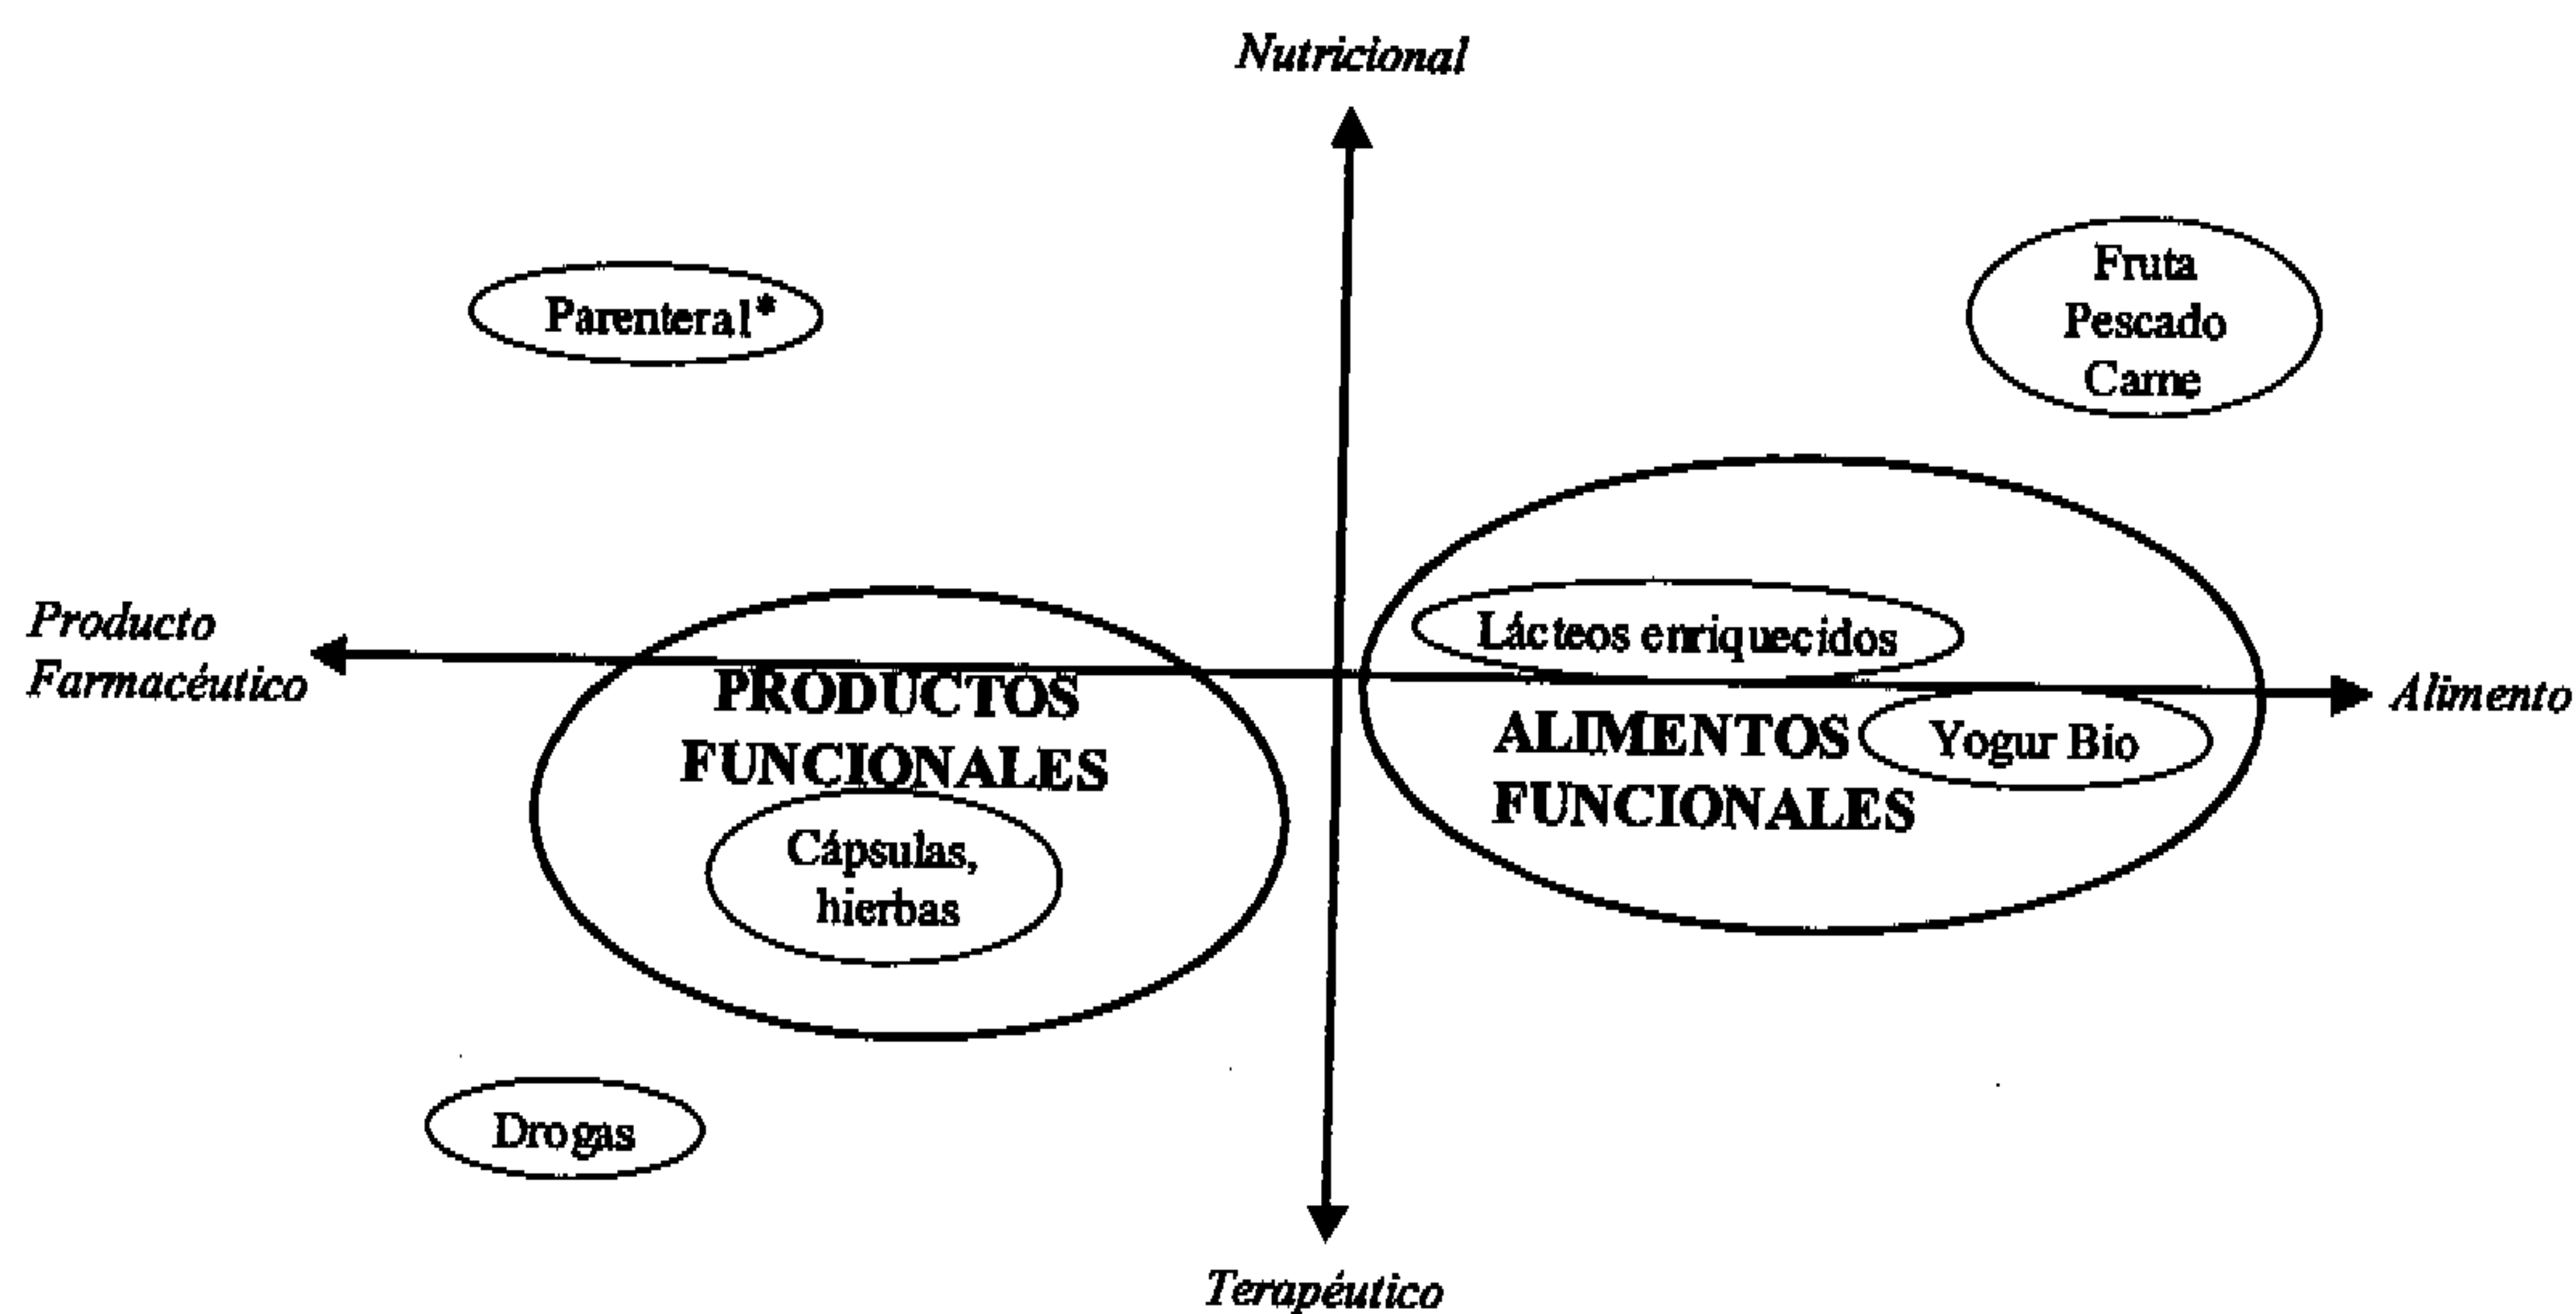 Nutricional
Parenteral*
Fruta
Pescado
Carne
Producto
Farmacéutico
Lácteos enriquecidos
PRODUCTOS
FUNCIONALES
Alimento
ALIMENTOS
FUNCIONALES
Yogur Bio
Cápsulas,
hierbas
Drogas
Terapéutico